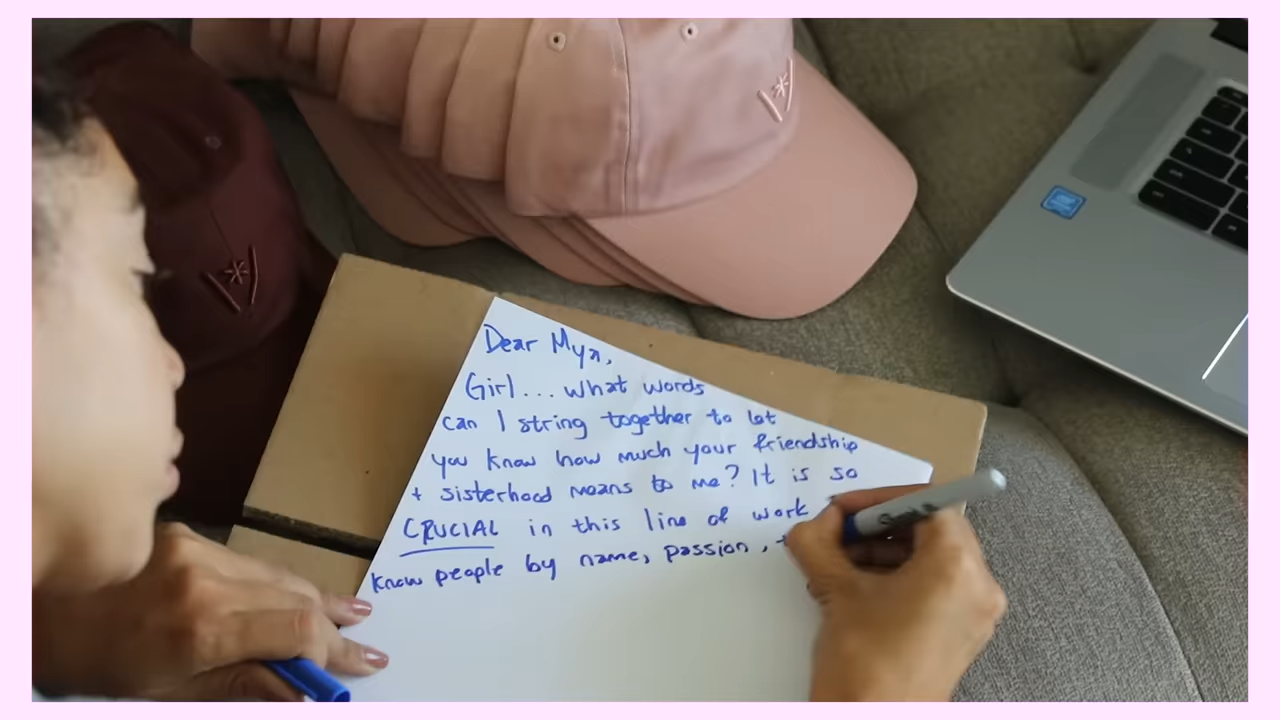 Dear Mya,
Girl... what words
can I string together to let
you know how much your friendship
+ sisterhood means to me? It is so
CRUCIAL in this line of work
know people by name, passion,